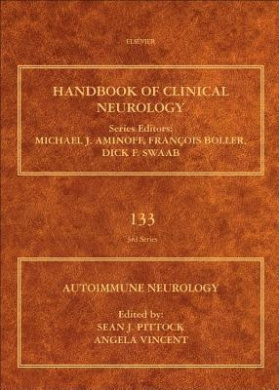 ELSEVIER
HANDBOOK OF CLINICAL
NEUROLOGY
Series Editors:
MICHAEL J. AMINOFF, FRANÇOIS BOLLER,
DICK F. SWAAB
133
3rd Series
AUTOIMMUNE NEUROLOGY
Edited by:
SEAN J. PITTOCK
ANGELA VINCENT